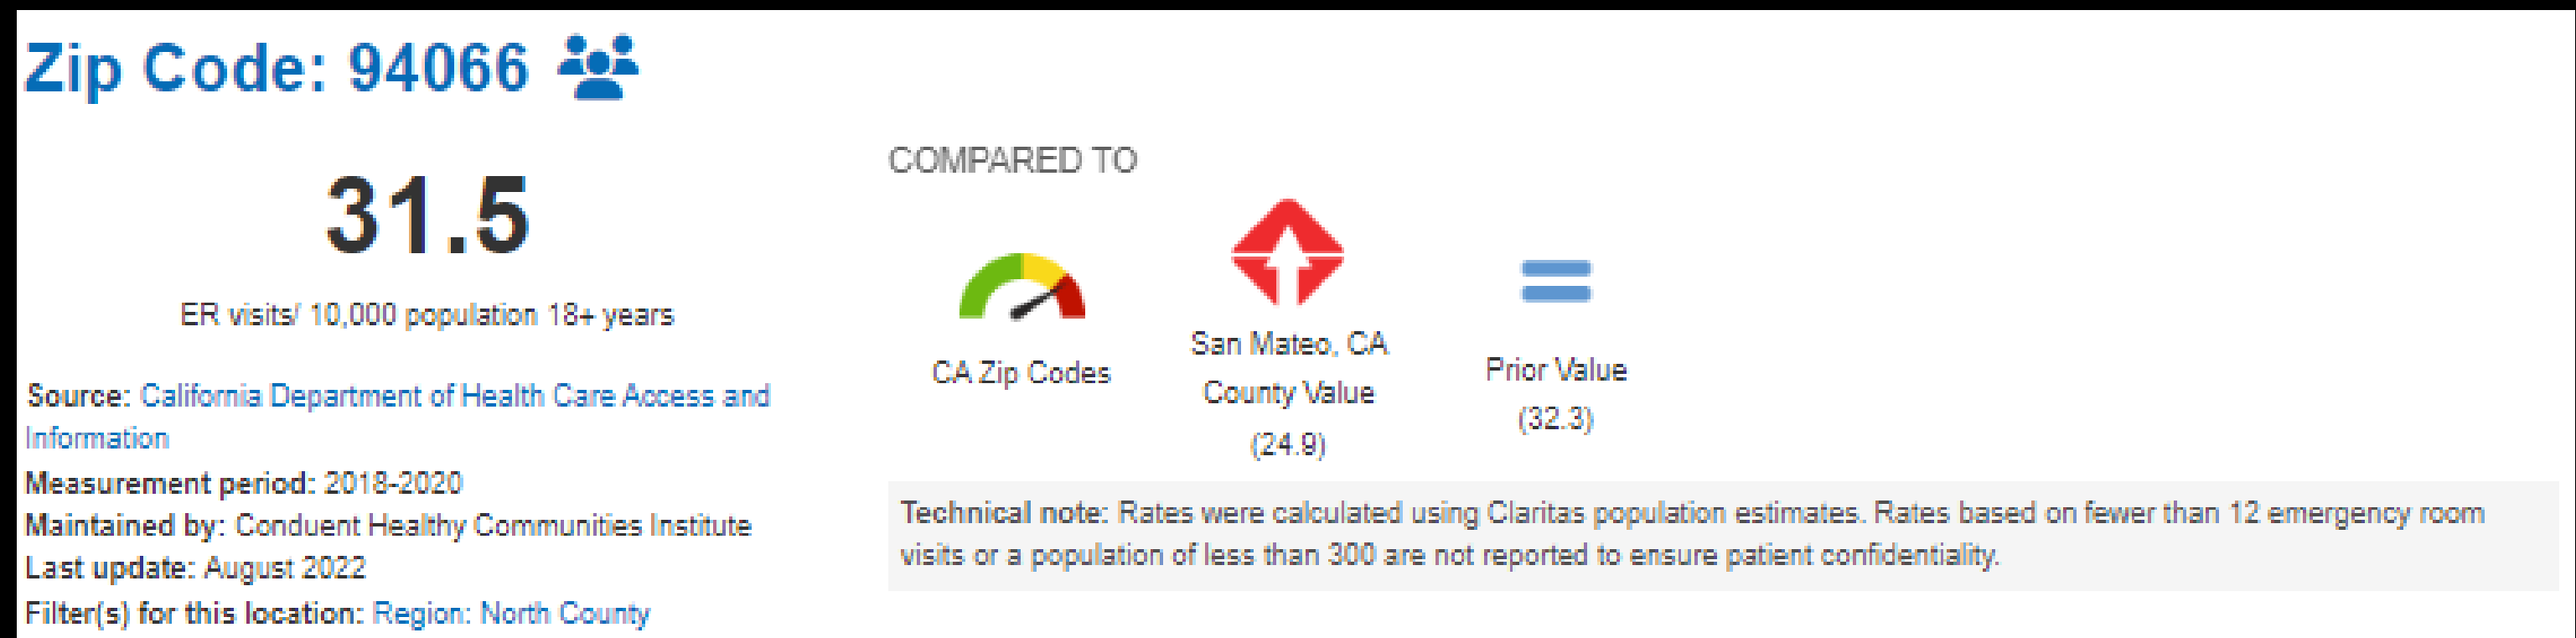 Zip Code: 94066
31.5
ER visits/ 10,000 population 18+ years
Source: California Department of Health Care Access and
Information
Measurement period: 2018-2020
Maintained by: Conduent Healthy Communities Institute
Last update: August 2022
Filter(s) for this location: Region: North County
COMPARED TO
CA Zip Codes
San Mateo, CA
County Value
(24.9)
Prior Value
(32.3)
Technical note: Rates were calculated using Claritas population estimates. Rates based on fewer than 12 emergency room
visits or a population of less than 300 are not reported to ensure patient confidentiality.